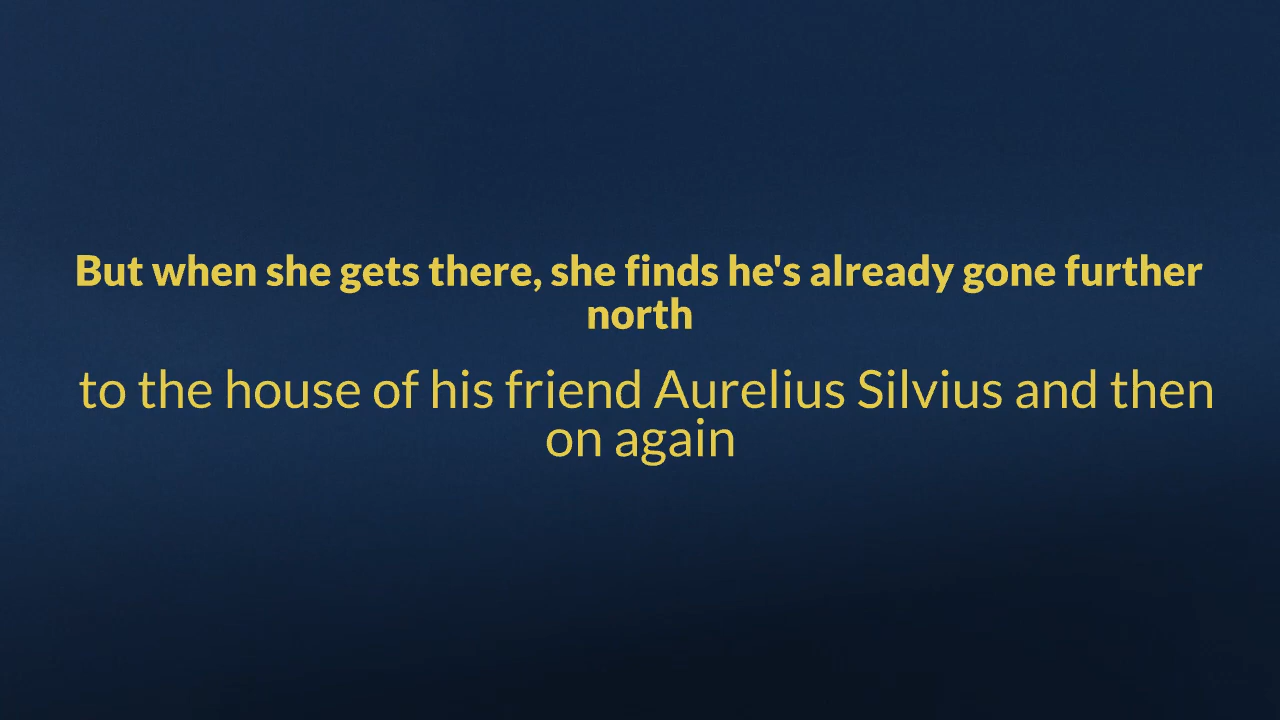 But when she gets there, she finds he's already gone further
north
to the house of his friend Aurelius Silvius and then
on again